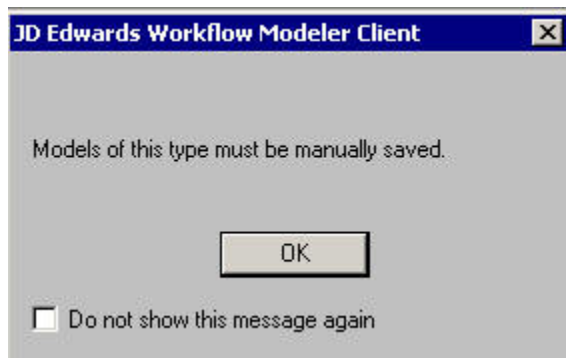 JD Edwards Workflow Modeler Client
Models of this type must be manually saved.
OK
Do not show this message again